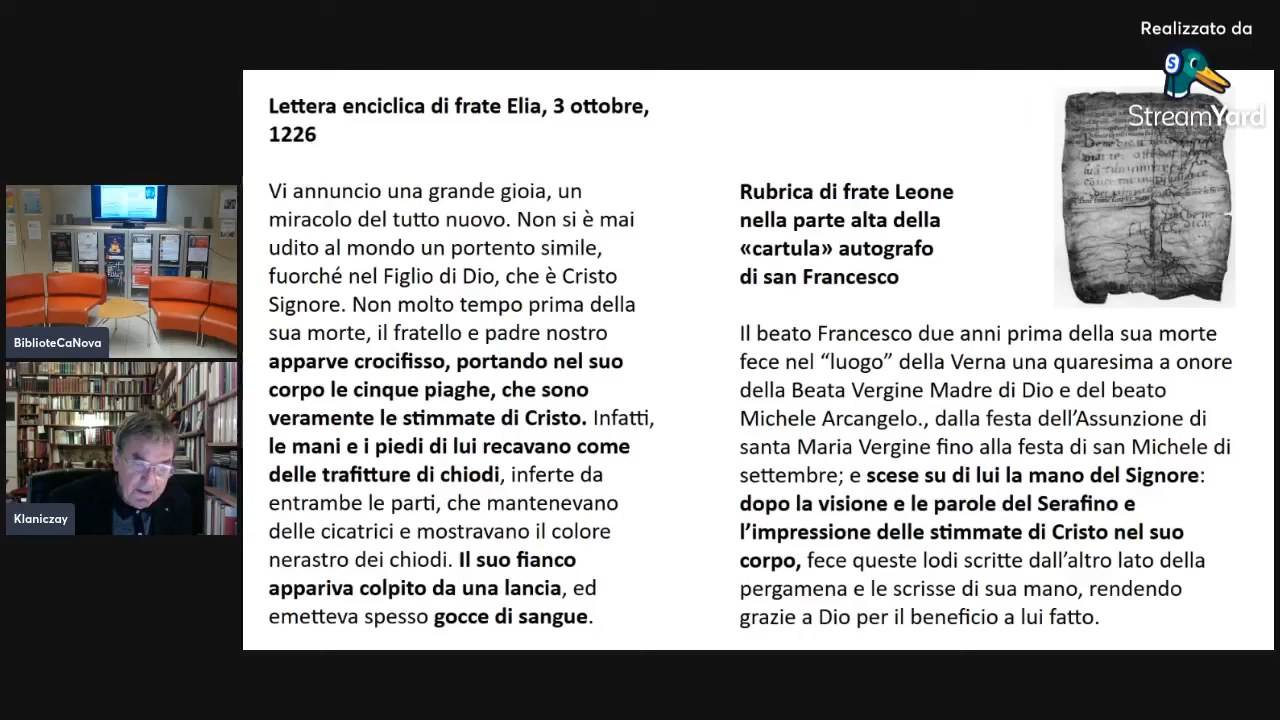 Realizzato da
StreamYard
Lettera enciclica di frate Elia, 3 ottobre,
1226
Vi annuncio una grande gioia, un
miracolo del tutto nuovo. Non si è mai
udito al mondo un portento simile,
fuorché nel Figlio di Dio, che è Cristo
Signore. Non molto tempo prima della
sua morte, il fratello e padre nostro
apparve crocifisso, portando nel suo
corpo le cinque piaghe, che sono
veramente le stimmate di Cristo. Infatti,
le mani e i piedi di lui recavano come
delle trafitture di chiodi, inferte da
entrambe le parti, che mantenevano
delle cicatrici e mostravano il colore
nerastro dei chiodi. Il suo fianco
appariva colpito da una lancia, ed
emetteva spesso gocce di sangue.
Rubrica di frate Leone
nella parte alta della
«cartula» autografo
di san Francesco
Il beato Francesco due anni prima della sua morte
fece nel “luogo” della Verna una quaresima a onore
della Beata Vergine Madre di Dio e del beato
Michele Arcangelo., dalla festa dell’Assunzione di
santa Maria Vergine fino alla festa di san Michele di
settembre; e scese su di lui la mano del Signore:
dopo la visione e le parole del Serafino e
l’impressione delle stimmate di Cristo nel suo
corpo, fece queste lodi scritte dall’altro lato della
pergamena e le scrisse di sua mano, rendendo
grazie a Dio per il beneficio a lui fatto.
BiblioteCaNova
Klaniczay